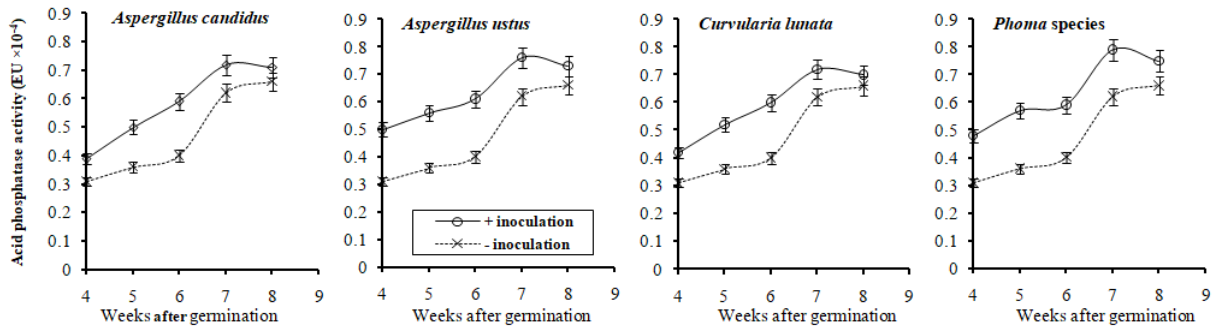 Acid phosphatase activity (EU ×10⁻⁴)
Aspergillus candidus
0.9
0.8
0.7
0.6
0.5
0.4
0.3
0.2
0.1
0
4 5 6 7 8 9
Weeks after germination
Aspergillus ustus
0.9
0.8
0.7
0.6
0.5
0.4
0.3
0.2
0.1
0
+ inoculation
- inoculation
4 5 6 7 8 9
Weeks after germination
Curvularia lunata
0.9
0.8
0.7
0.6
0.5
0.4
0.3
0.2
0.1
0
4 5 6 7 8 9
Weeks after germination
Phoma species
0.9
0.8
0.7
0.6
0.5
0.4
0.3
0.2
0.1
0
4 5 6 7 8 9
Weeks after germination